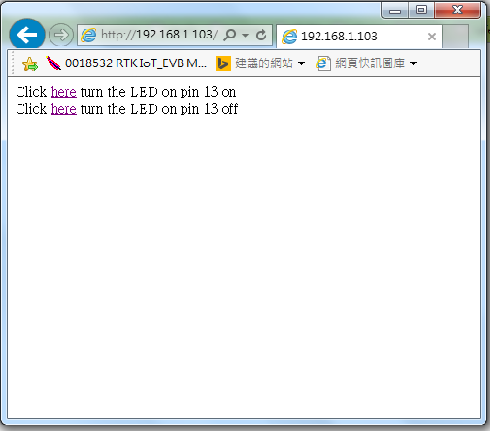 http://192.168.1.103/
192.168.1.103
0018532 RTK IoT_EVB M...
建議的網站
網頁快訊圖庫
Click here turn the LED on pin 13 on
Click here turn the LED on pin 13 off